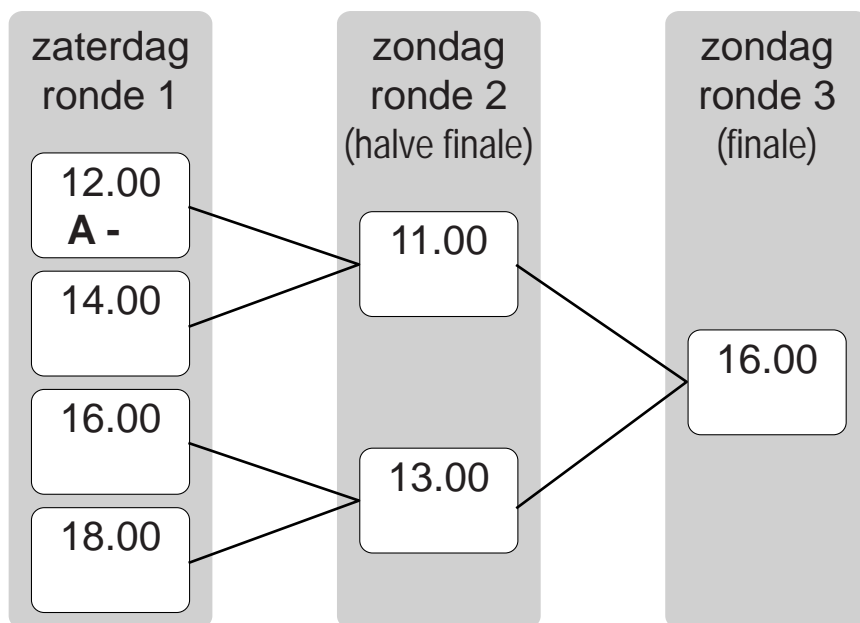 zaterdag
ronde 1
12.00
A -
14.00
16.00
18.00
zondag
ronde 2
(halve finale)
11.00
13.00
zondag
ronde 3
(finale)
16.00